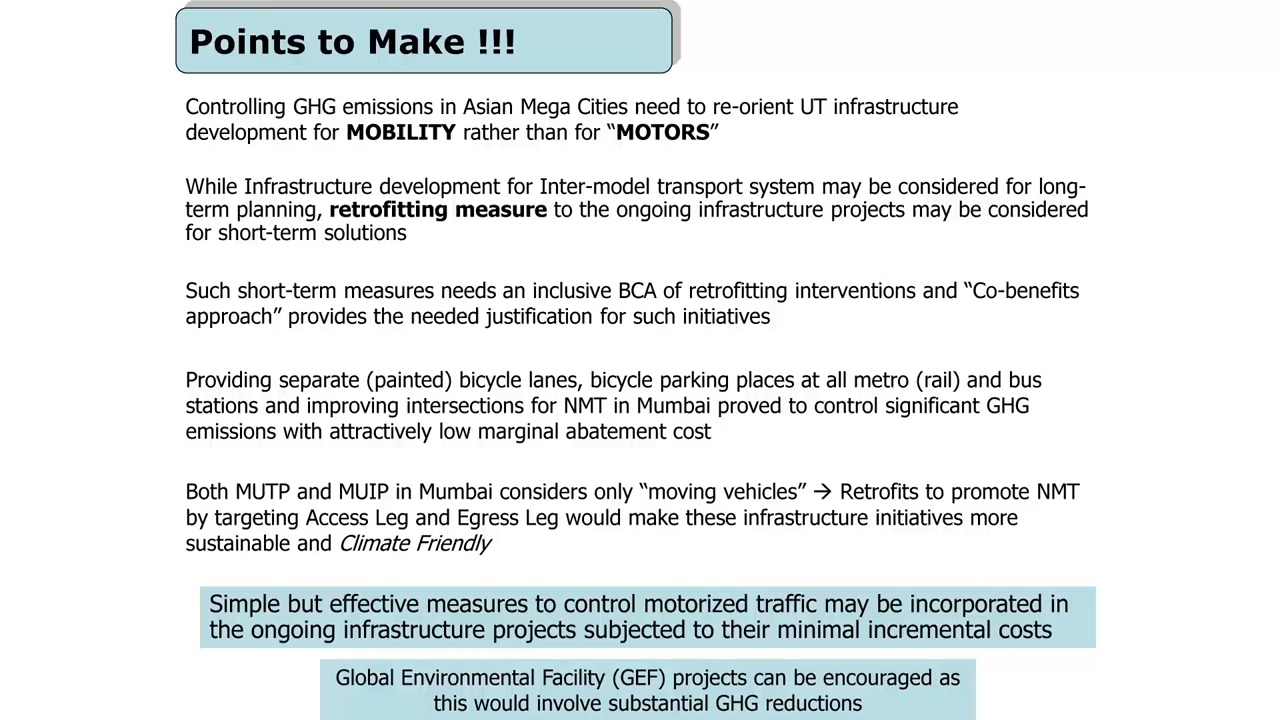 Points to Make !!!
Controlling GHG emissions in Asian Mega Cities need to re-orient UT infrastructure
development for MOBILITY rather than for “MOTORS”
While Infrastructure development for Inter-model transport system may be considered for long-
term planning, retrofitting measure to the ongoing infrastructure projects may be considered
for short-term solutions
Such short-term measures needs an inclusive BCA of retrofitting interventions and “Co-benefits
approach” provides the needed justification for such initiatives
Providing separate (painted) bicycle lanes, bicycle parking places at all metro (rail) and bus
stations and improving intersections for NMT in Mumbai proved to control significant GHG
emissions with attractively low marginal abatement cost
Both MUTP and MUIP in Mumbai considers only “moving vehicles” → Retrofits to promote NMT
by targeting Access Leg and Egress Leg would make these infrastructure initiatives more
sustainable and Climate Friendly
Simple but effective measures to control motorized traffic may be incorporated in
the ongoing infrastructure projects subjected to their minimal incremental costs
Global Environmental Facility (GEF) projects can be encouraged as
this would involve substantial GHG reductions